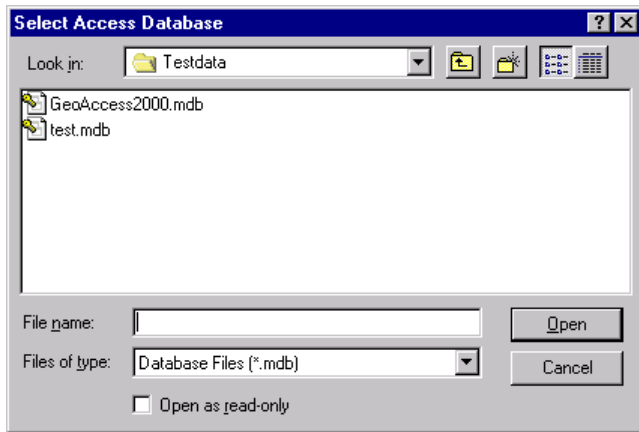 Select Access Database
Look in: Testdata
GeoAccess2000.mdb
test.mdb
File name: Open
Files of type: Database Files (*.mdb) Cancel
Open as read-only